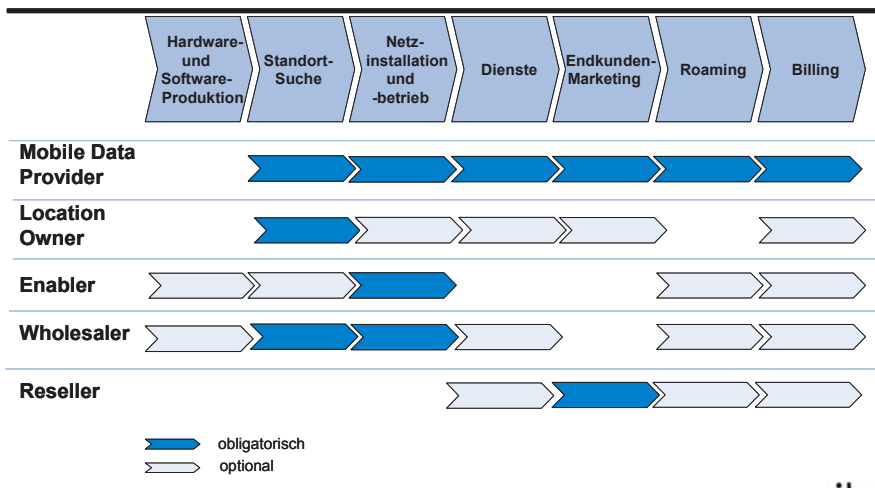 Hardware-
und
Software-
Produktion
Standort-
Suche
Netz-
installation
und
-betrieb
Dienste
Endkunden-
Marketing
Roaming
Billing
Mobile Data
Provider
Location
Owner
Enabler
Wholesaler
Reseller
obligatorisch
optional